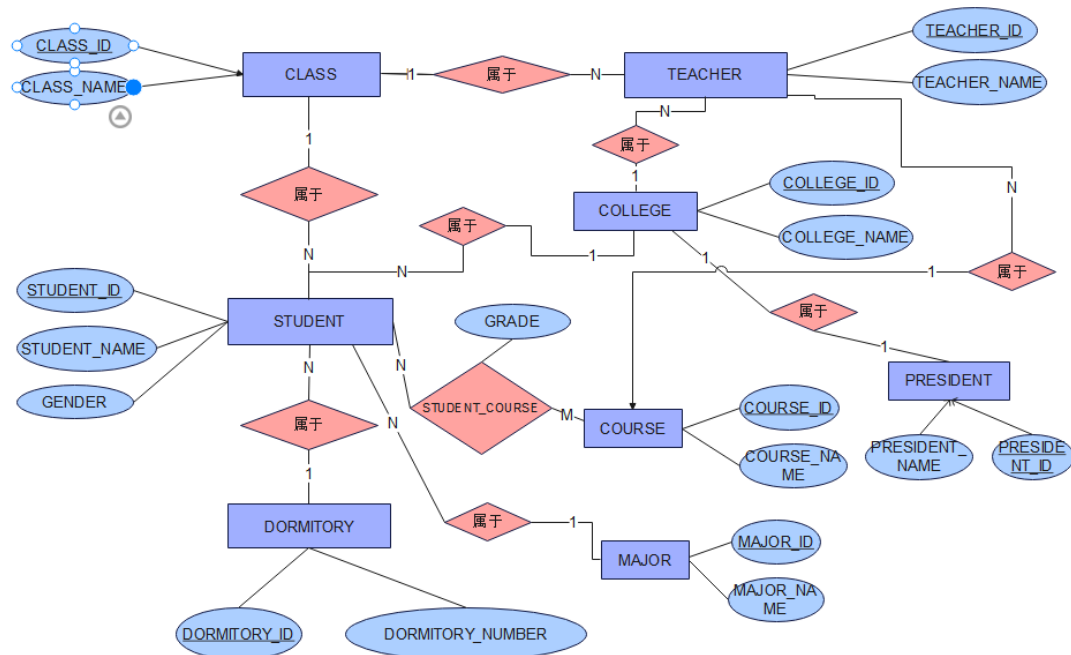 CLASS_ID
CLASS_NAME
CLASS
1
属于
N
TEACHER
TEACHER_ID
TEACHER_NAME
N
属于
1
1
属于
N
COLLEGE
COLLEGE_ID
COLLEGE_NAME
N
属于
1
属于
1
N
1
属于
1
PRESIDENT
PRESIDENT_
NAME
PRESIDE
NT_ID
STUDENT_ID
STUDENT_NAME
GENDER
STUDENT
GRADE
N
STUDENT_COURSE
M
COURSE
COURSE_ID
COURSE_NA
ME
N
属于
1
DORMITORY
DORMITORY_ID
DORMITORY_NUMBER
N
属于
1
MAJOR
MAJOR_ID
MAJOR_NA
ME